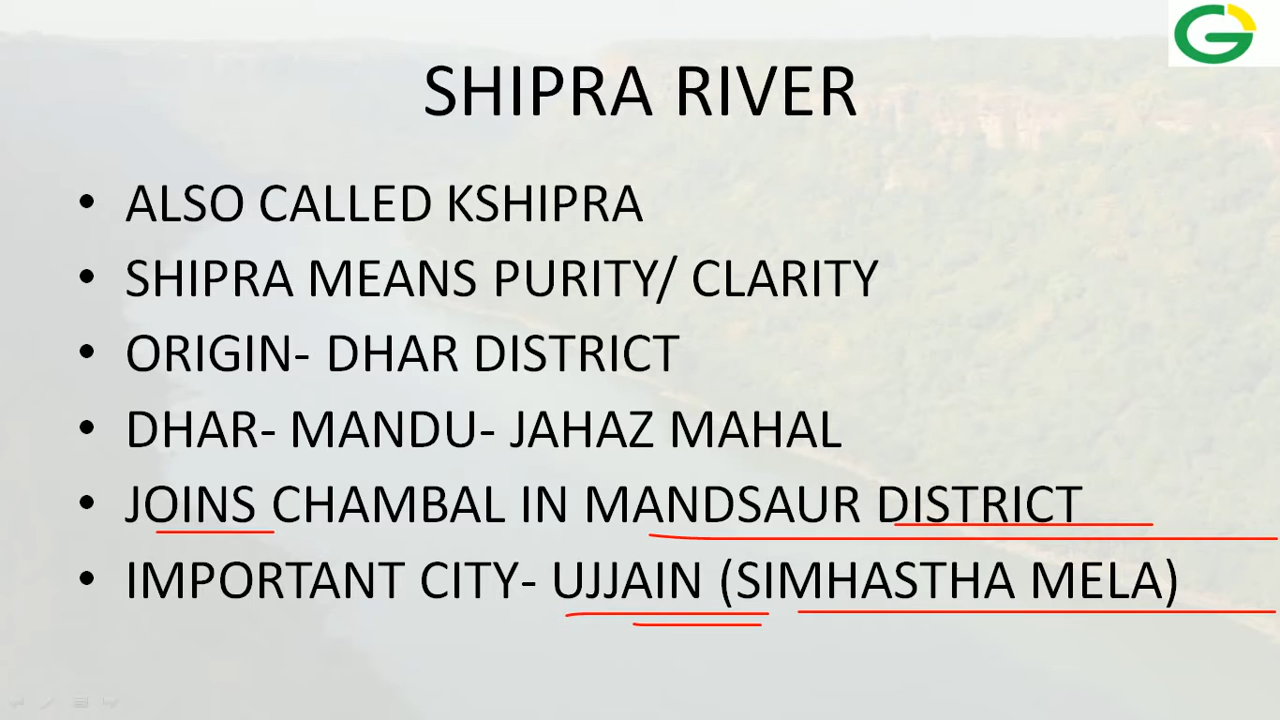 SHIPRA RIVER
• ALSO CALLED KSHIPRA
• SHIPRA MEANS PURITY/ CLARITY
• ORIGIN- DHAR DISTRICT
• DHAR- MANDU- JAHAZ MAHAL
• JOINS CHAMBAL IN MANDSAUR DISTRICT
• IMPORTANT CITY- UJJAIN (SIMHASTHA MELA)